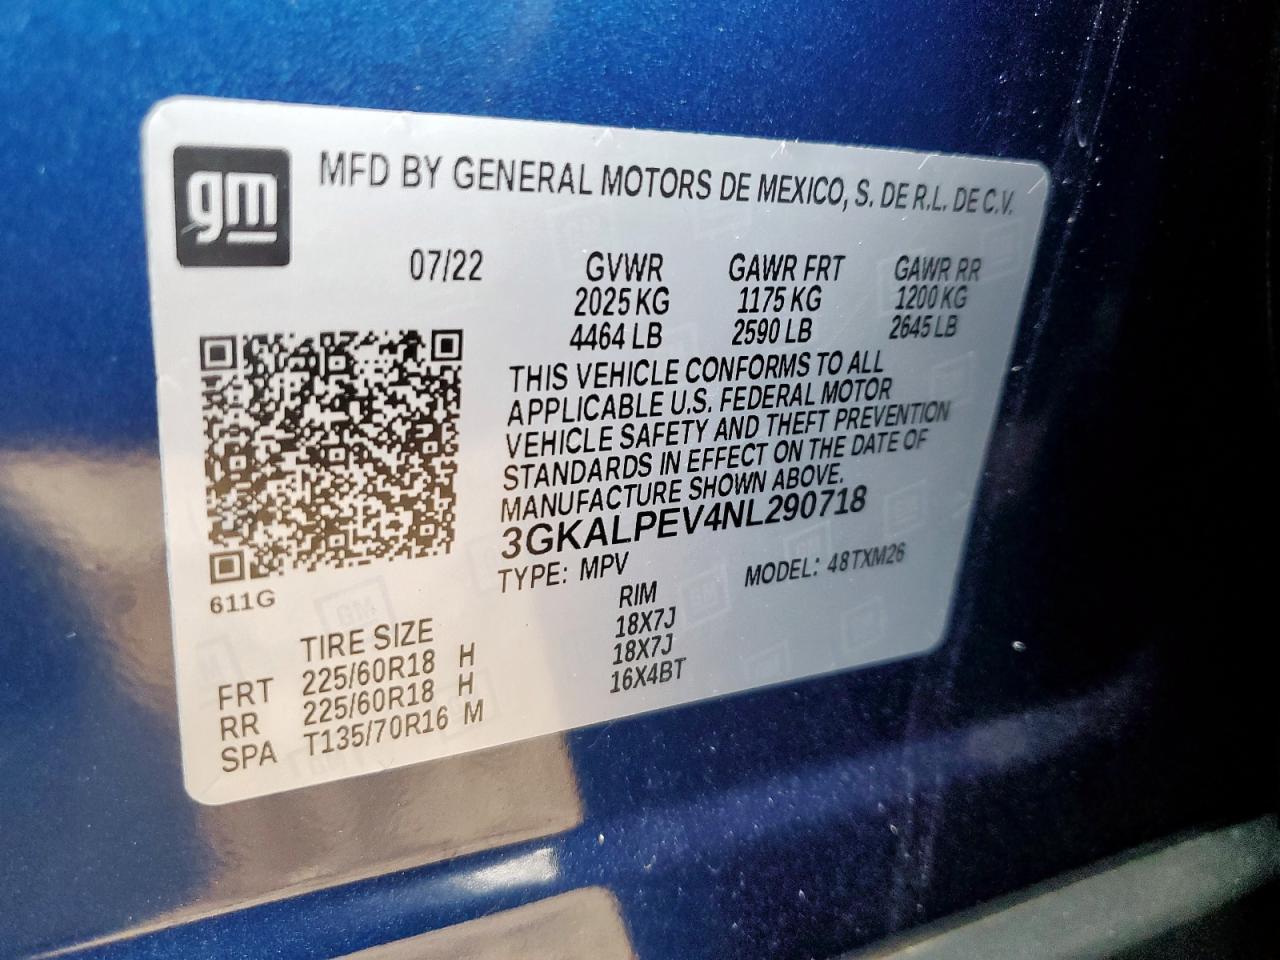 gm
MFD BY GENERAL MOTORS DE MEXICO, S. DE R.L. DE C.V.
07/22 GVWR GAWR FRT GAWR RR
2025 KG 1175 KG 1200 KG
4464 LB 2590 LB 2645 LB
THIS VEHICLE CONFORMS TO ALL
APPLICABLE U.S. FEDERAL MOTOR
VEHICLE SAFETY AND THEFT PREVENTION
STANDARDS IN EFFECT ON THE DATE OF
MANUFACTURE SHOWN ABOVE.
3GKALPEV4NL290718
TYPE: MPV MODEL: 48TXM26
611G
TIRE SIZE RIM
FRT 225/60R18 H 18X7J
RR 225/60R18 H 18X7J
SPA T135/70R16 M 16X4BT